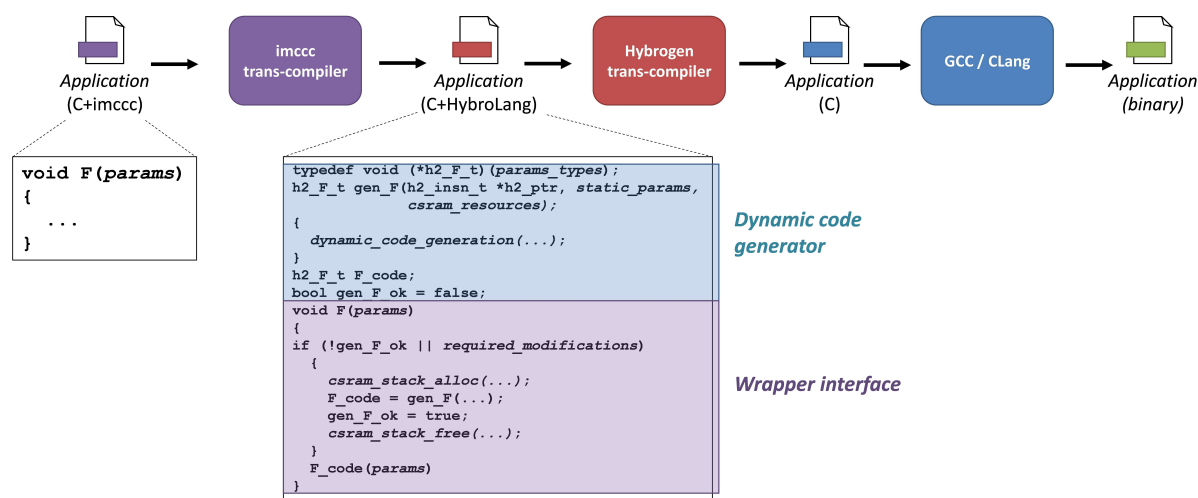 Application
(C+imccc)
imccc
trans-compiler
Application
(C+HybroLang)
Hybrogen
trans-compiler
Application
(C)
GCC / CLang
Application
(binary)
void F(params)
{
...
}
typedef void (*h2_F_t)(params_types);
h2_F_t gen_F(h2_insn_t *h2_ptr, static_params,
csram_resources);
{
dynamic_code_generation(...);
}
h2_F_t F_code;
bool gen_F_ok = false;
Dynamic code
generator
void F(params)
{
if (!gen_F_ok || required_modifications)
{
csram_stack_alloc(...);
F_code = gen_F(...);
gen_F_ok = true;
csram_stack_free(...);
}
F_code(params)
}
Wrapper interface